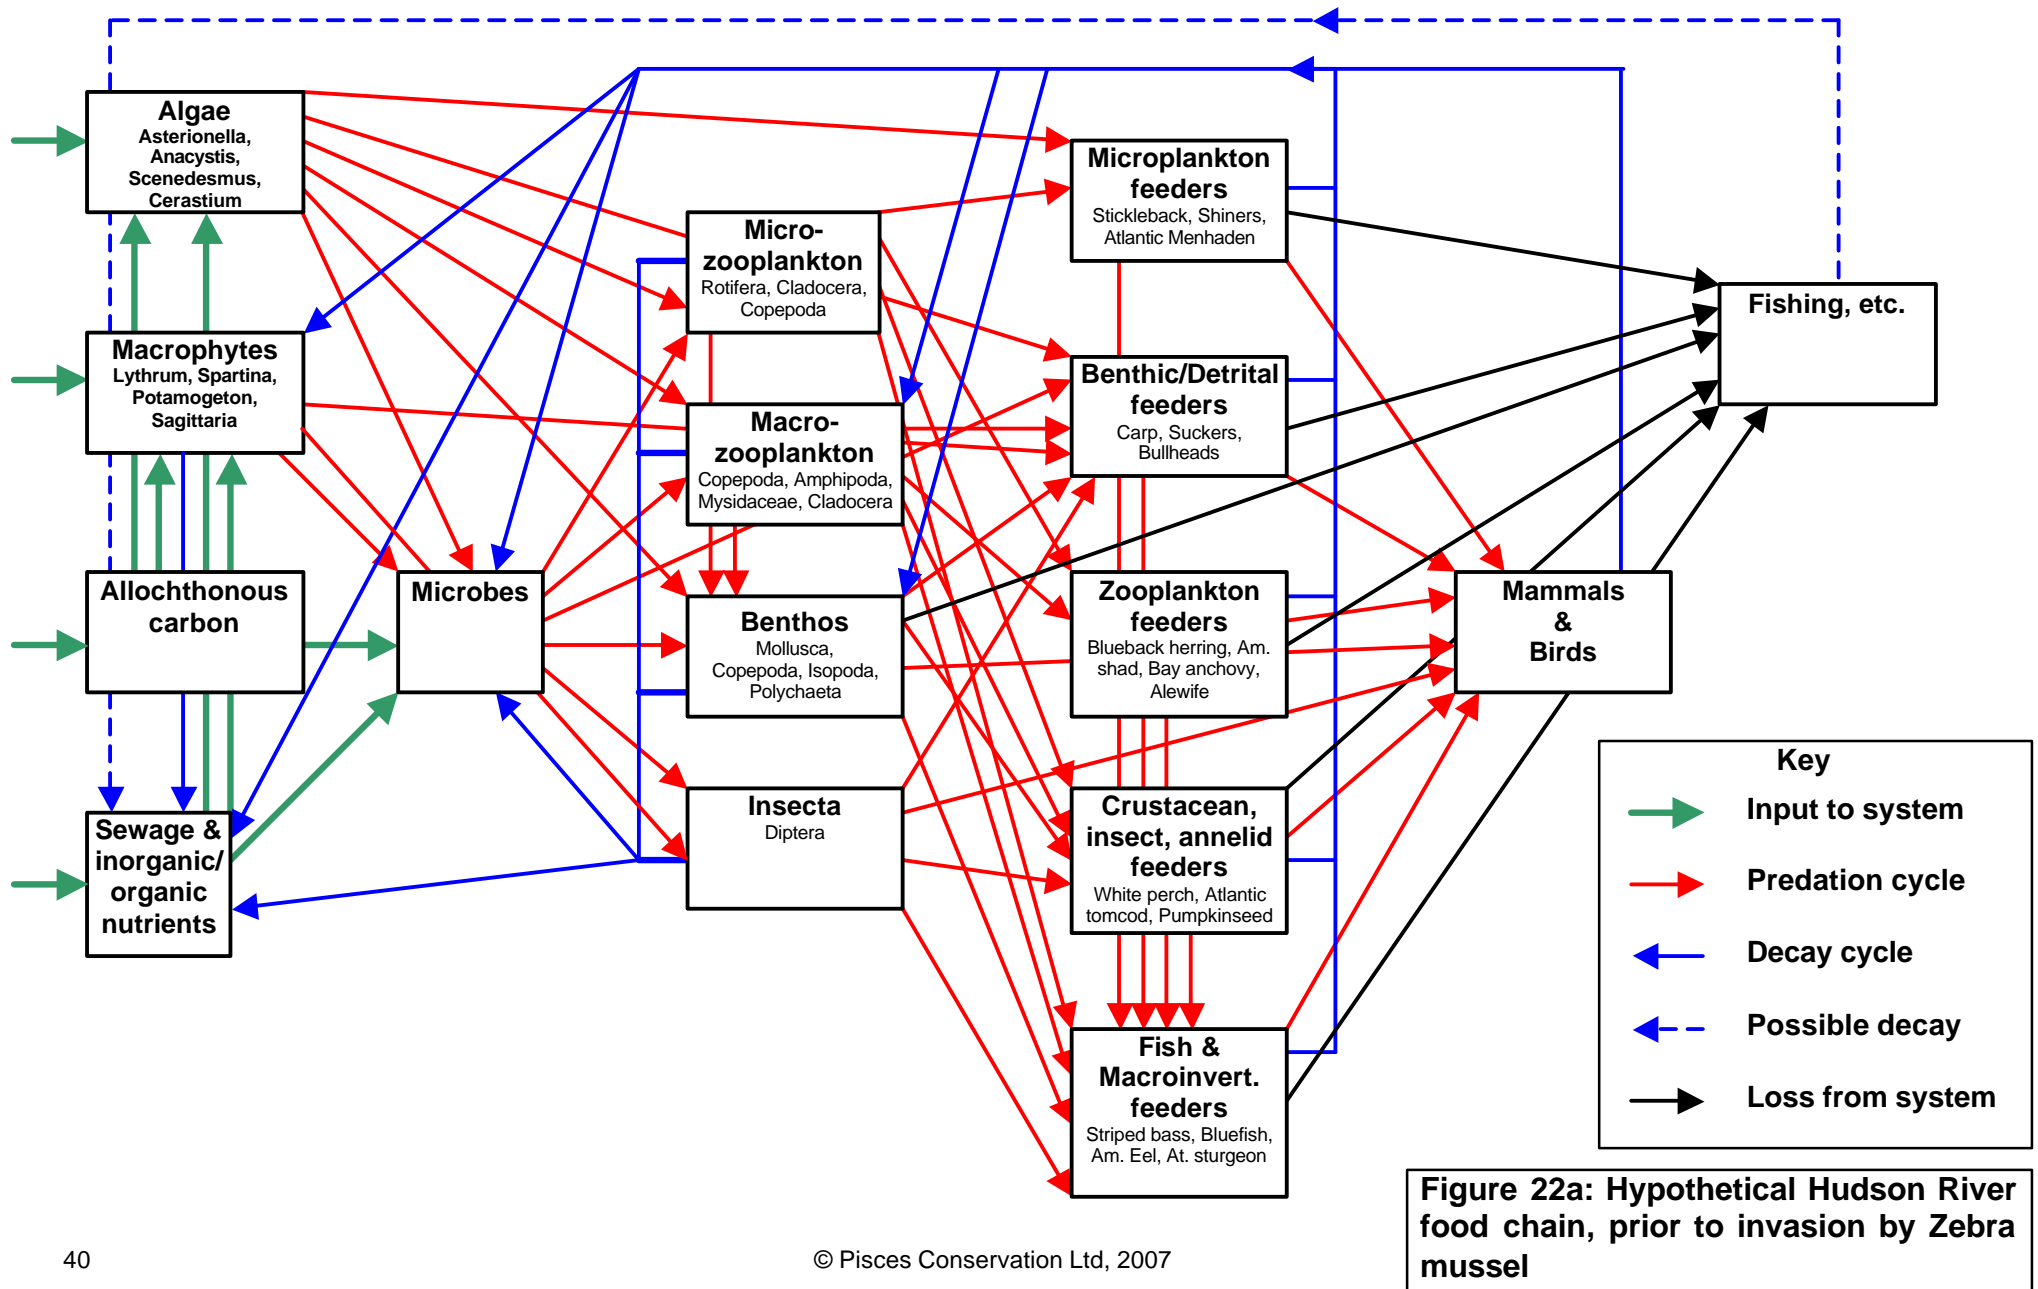 Algae
Asterionella,
Anacystis,
Scenedesmus,
Cerastium
Macrophytes
Lythrum, Spartina,
Potamogeton,
Sagittaria
Allochthonous
carbon
Sewage &
inorganic/
organic
nutrients
Microbes
Micro-
zooplankton
Rotifera, Cladocera,
Copepoda
Macro-
zooplankton
Copepoda, Amphipoda,
Mysidaceae, Cladocera
Benthos
Mollusca,
Copepoda, Isopoda,
Polychaeta
Insecta
Diptera
Microplankton
feeders
Stickleback, Shiners,
Atlantic Menhaden
Benthic/Detrital
feeders
Carp, Suckers,
Bullheads
Zooplankton
feeders
Blueback herring, Am.
shad, Bay anchovy,
Alewife
Crustacean,
insect, annelid
feeders
White perch, Atlantic
tomcod, Pumpkinseed
Fish &
Macroinvert.
feeders
Striped bass, Bluefish,
Am. Eel, At. sturgeon
Mammals
&
Birds
Fishing, etc.
Key
Input to system
Predation cycle
Decay cycle
Possible decay
Loss from system
Figure 22a: Hypothetical Hudson River
food chain, prior to invasion by Zebra
mussel
40
© Pisces Conservation Ltd, 2007